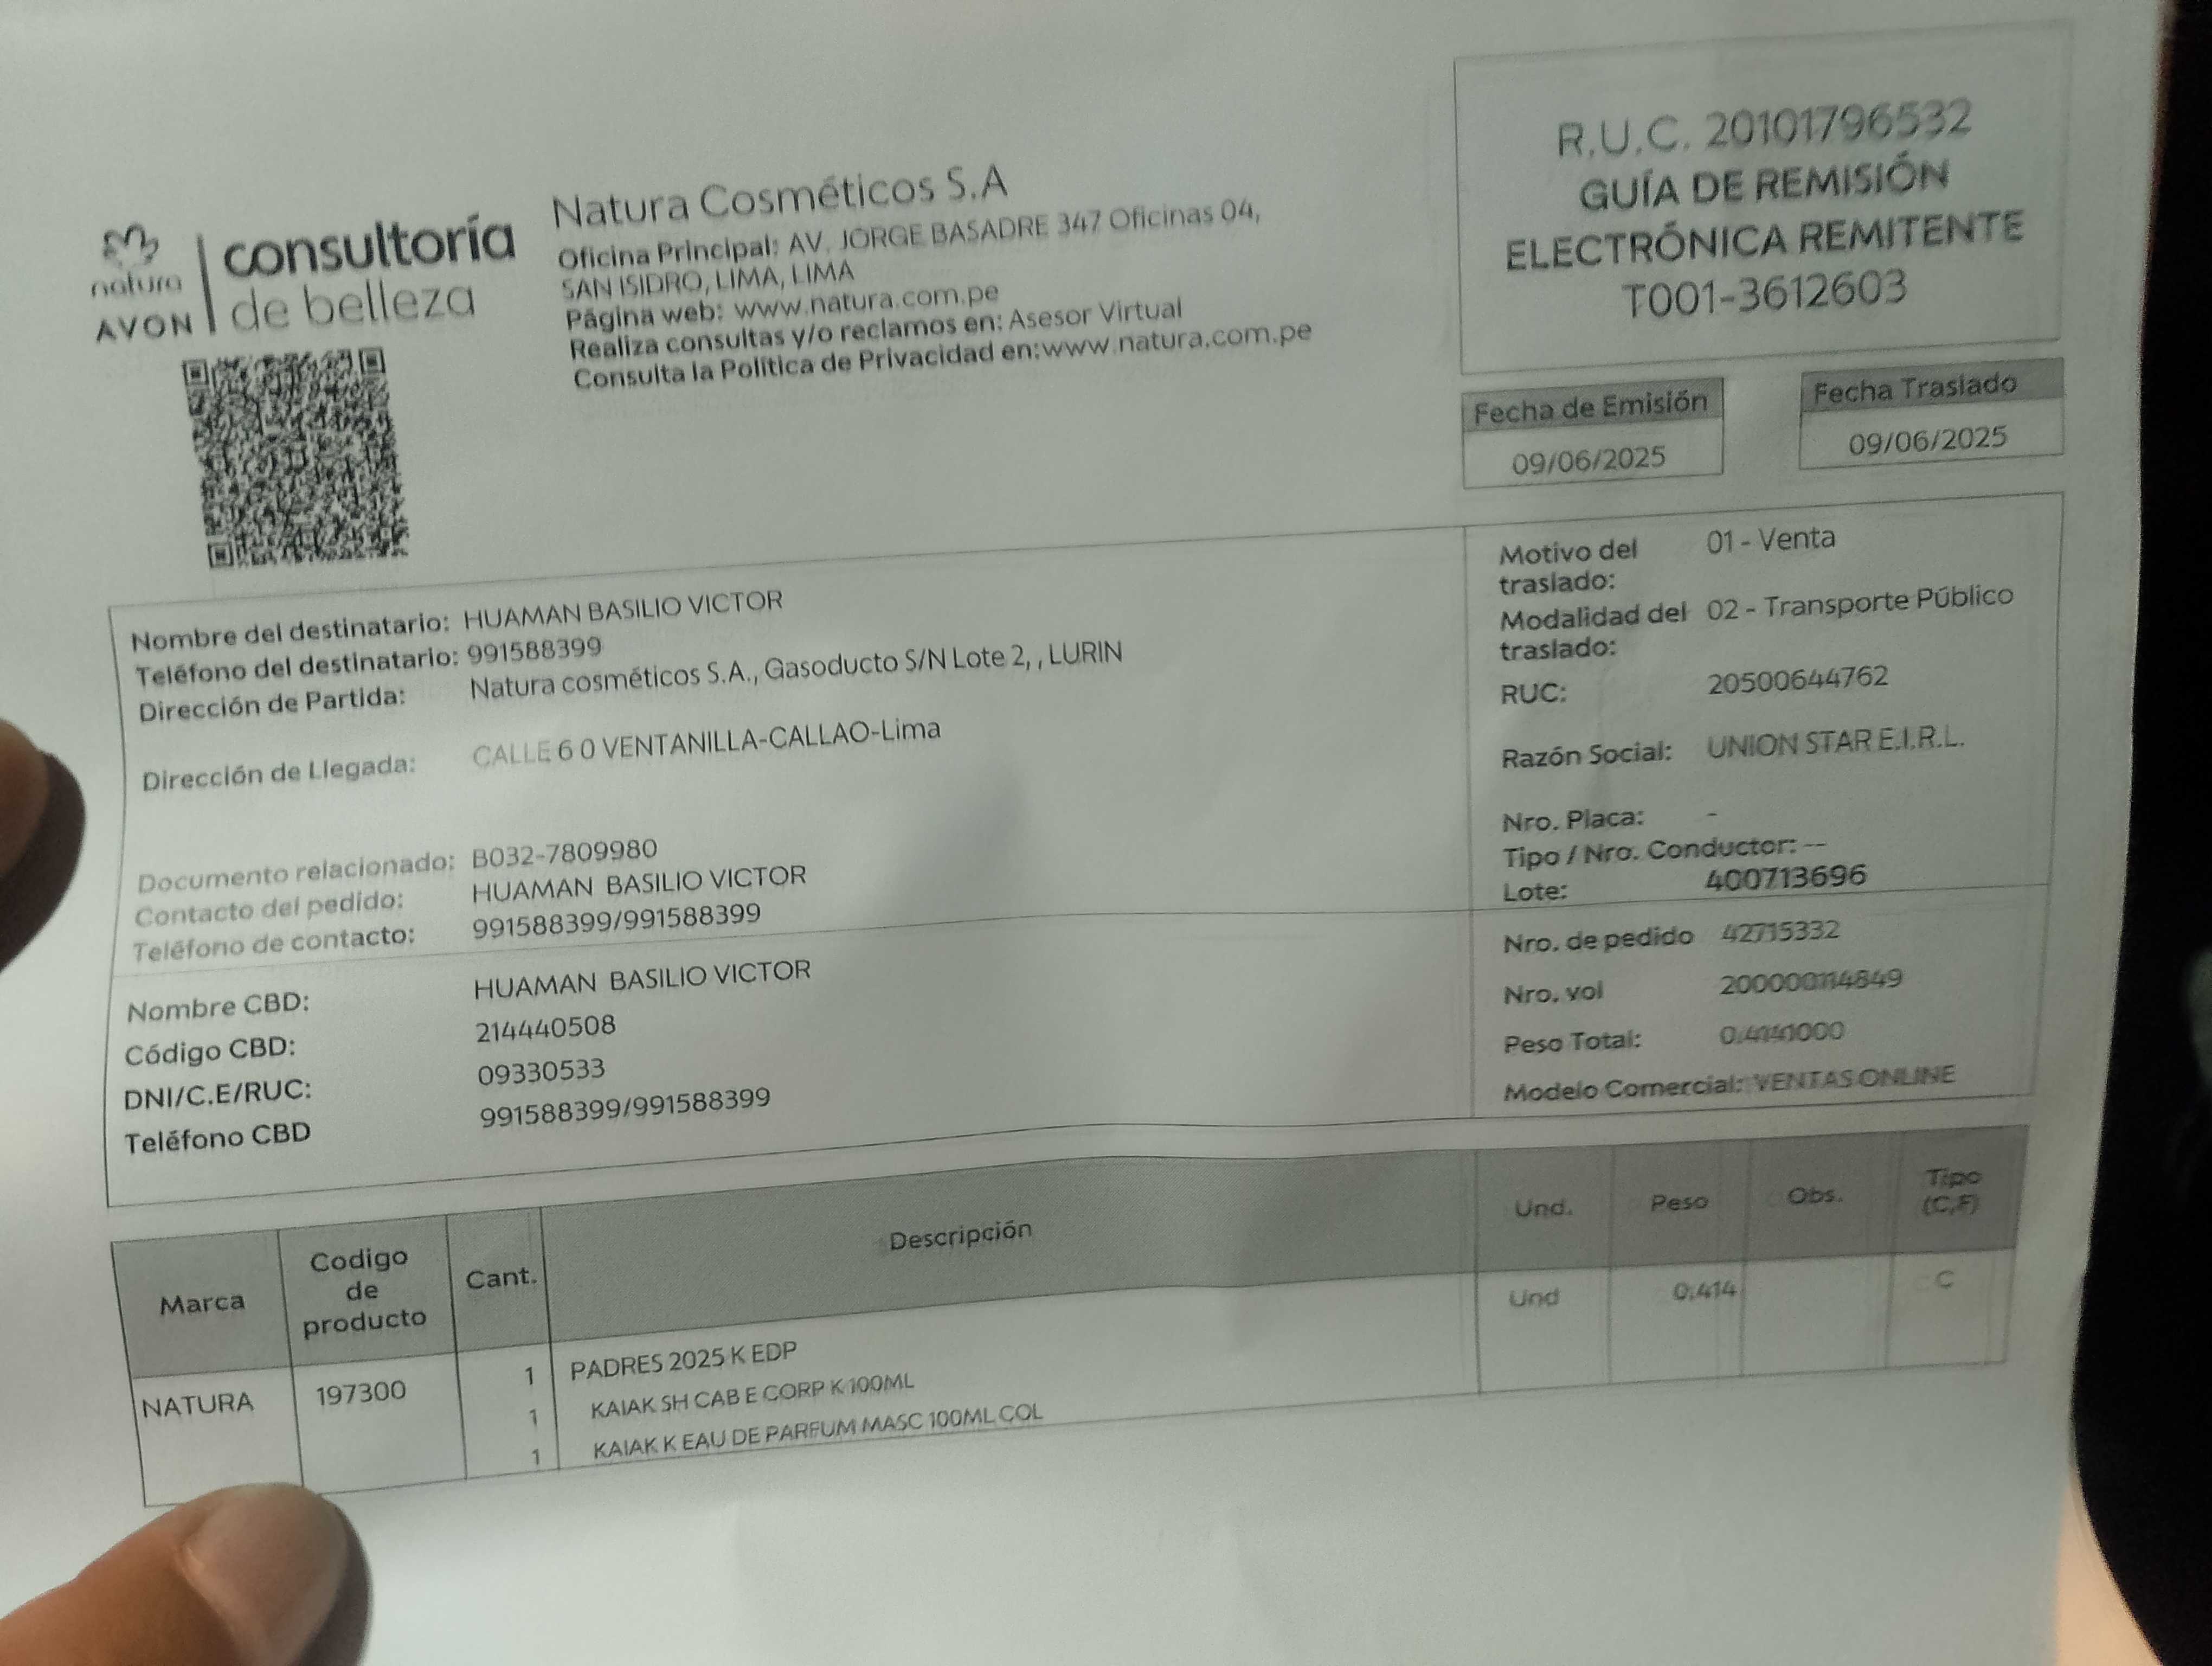 natura
AVON
consultoría
de belleza
Natura Cosméticos S.A
Oficina Principal: AV. JORGE BASADRE 347 Oficinas 04,
SAN ISIDRO, LIMA, LIMA
Página web: www.natura.com.pe
Realiza consultas y/o reclamos en: Asesor Virtual
Consulta la Política de Privacidad en:www.natura.com.pe
R.U.C. 20101796532
GUÍA DE REMISIÓN
ELECTRÓNICA REMITENTE
T001-3612603
Fecha de Emisión
09/06/2025
Fecha Traslado
09/06/2025
Nombre del destinatario: HUAMAN BASILIO VICTOR
Teléfono del destinatario: 991588399
Dirección de Partida: Natura cosméticos S.A., Gasoducto S/N Lote 2, , LURIN
Dirección de Llegada: CALLE 6 0 VENTANILLA-CALLAO-Lima
Documento relacionado: B032-7809980
Contacto del pedido: HUAMAN BASILIO VICTOR
Teléfono de contacto: 991588399/991588399
Motivo del traslado: 01 - Venta
Modalidad del traslado: 02 - Transporte Público
RUC: 20500644762
Razón Social: UNION STAR E.I.R.L.
Nro. Placa: -
Tipo / Nro. Conductor: --
Lote: 400713696
Nombre CBD: HUAMAN BASILIO VICTOR
Código CBD: 214440508
DNI/C.E/RUC: 09330533
Teléfono CBD 991588399/991588399
Nro. de pedido 42715332
Nro. vol
Peso Total:
Modelo Comercial: VENTAS ONLINE
Marca Codigo de producto Cant. Descripción Und. Peso Obs. Tipo (C,F)
NATURA 197300 1 PADRES 2025 K EDP Und 0.414 C
1 KAIAK SH CAB E CORP K 100ML
1 KAIAK K EAU DE PARFUM MASC 100ML COL